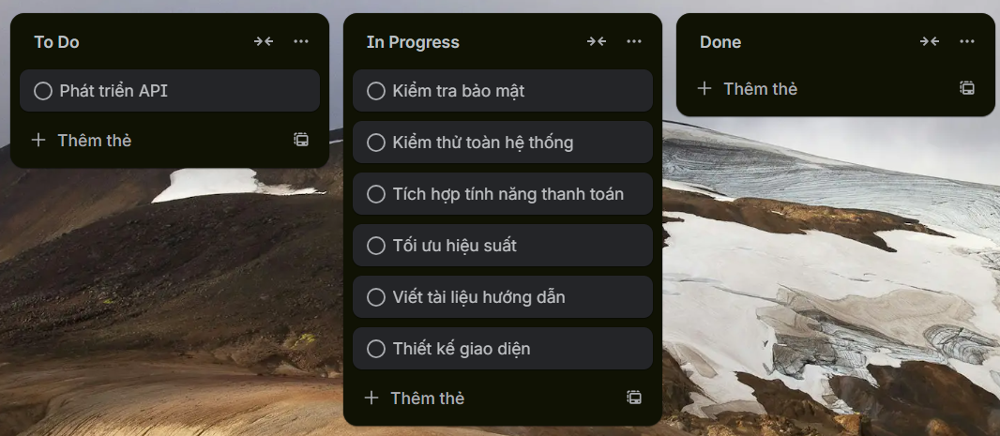 To Do
Phát triển API
Thêm thẻ
In Progress
Kiểm tra bảo mật
Kiểm thử toàn hệ thống
Tích hợp tính năng thanh toán
Tối ưu hiệu suất
Viết tài liệu hướng dẫn
Thiết kế giao diện
Thêm thẻ
Done
Thêm thẻ